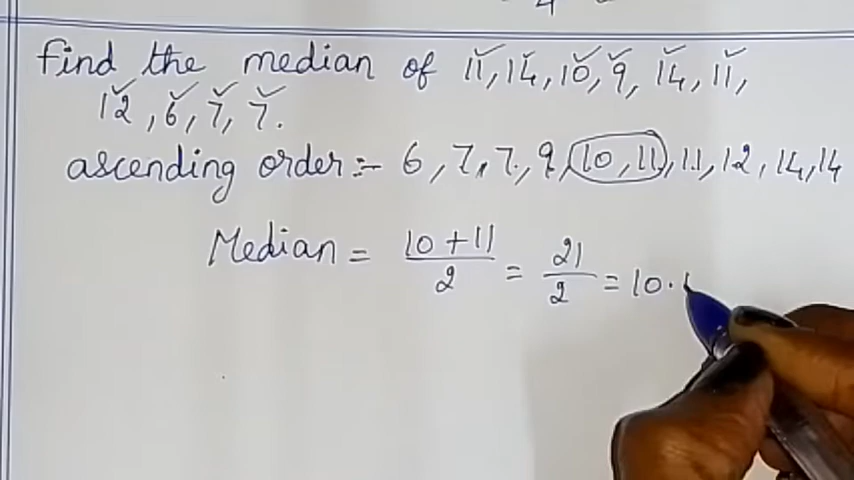 Find the median of 11, 14, 10, 9, 14, 11,
12, 6, 7, 7.
ascending order :- 6, 7, 7, 9, 10, 11, 11, 12, 14, 14
Median = 10 + 11 / 2 = 21 / 2 = 10.